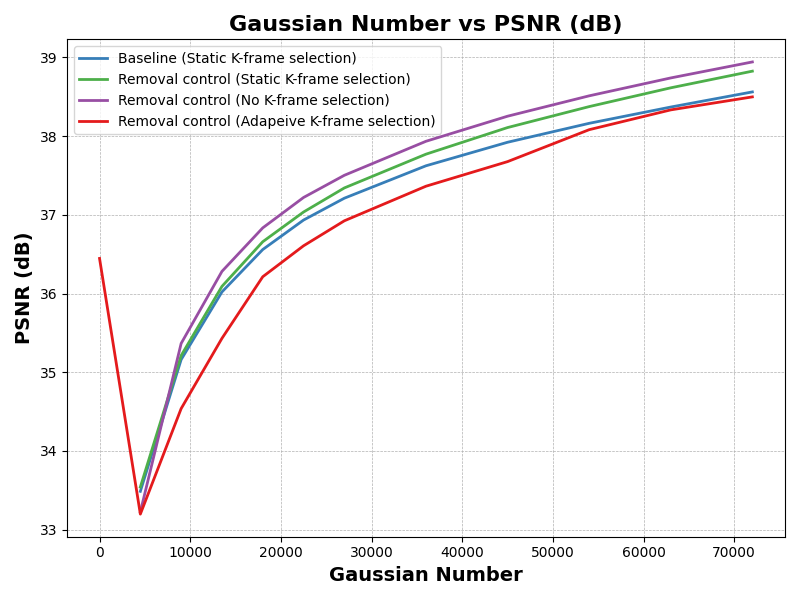 Gaussian Number vs PSNR (dB)
Baseline (Static K-frame selection)
Removal control (Static K-frame selection)
Removal control (No K-frame selection)
Removal control (Adapeive K-frame selection)
39
38
37
36
35
34
33
PSNR (dB)
0 10000 20000 30000 40000 50000 60000 70000
Gaussian Number